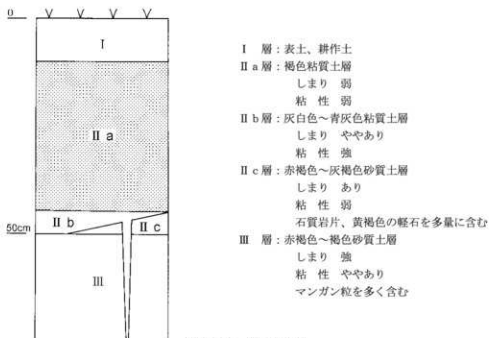 0
I
II a
II b
II c
50cm
III
I 層:表土、耕作土
II a 層:褐色粘質土層
しまり 弱
粘 性 弱
II b 層:灰白色～青灰色粘質土層
しまり ややあり
粘 性 強
II c 層:赤褐色～灰褐色砂質土層
しまり あり
粘 性 弱
石質岩片、黄褐色の軽石を多量に含む
III 層:赤褐色～褐色砂質土層
しまり 強
粘 性 ややあり
マンガン粒を多く含む